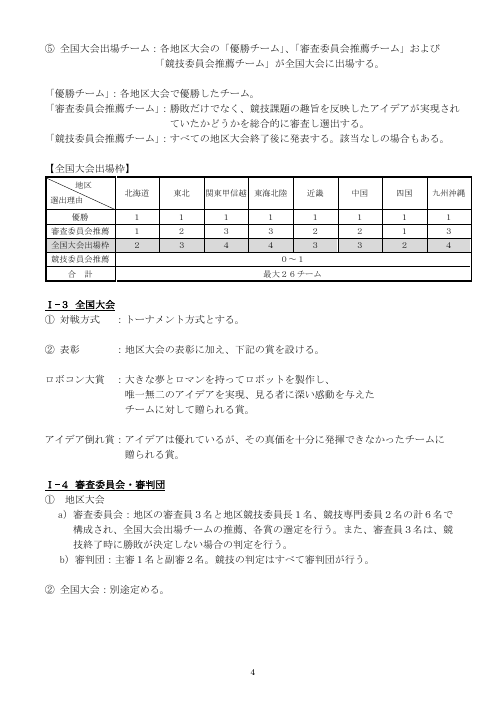 ⑤ 全国大会出場チーム：各地区大会の「優勝チーム」、「審査委員会推薦チーム」および
「競技委員会推薦チーム」が全国大会に出場する。
「優勝チーム」：各地区大会で優勝したチーム。
「審査委員会推薦チーム」：勝敗だけでなく、競技課題の趣旨を反映したアイデアが実現され
ていたかどうかを総合的に審査し選出する。
「競技委員会推薦チーム」：すべての地区大会終了後に発表する。該当なしの場合もある。
【全国大会出場枠】
地区
選出理由 北海道 東北 関東甲信越 東海北陸 近畿 中国 四国 九州沖縄
優勝 1 1 1 1 1 1 1 1
審査委員会推薦 1 2 3 3 2 2 1 3
全国大会出場枠 2 3 4 4 3 3 2 4
競技委員会推薦 ０～１
合 計 最大２６チーム
Ⅰ－３ 全国大会
① 対戦方式 ：トーナメント方式とする。
② 表彰 ：地区大会の表彰に加え、下記の賞を設ける。
ロボコン大賞 ：大きな夢とロマンを持ってロボットを製作し、
唯一無二のアイデアを実現、見る者に深い感動を与えた
チームに対して贈られる賞。
アイデア倒れ賞：アイデアは優れているが、その真価を十分に発揮できなかったチームに
贈られる賞。
Ⅰ－４ 審査委員会・審判団
① 地区大会
a) 審査委員会：地区の審査員３名と地区競技委員長１名、競技専門委員２名の計６名で
構成され、全国大会出場チームの推薦、各賞の選定を行う。また、審査員３名は、競
技終了時に勝敗が決定しない場合の判定を行う。
b) 審判団：主審１名と副審２名。競技の判定はすべて審判団が行う。
② 全国大会：別途定める。
4